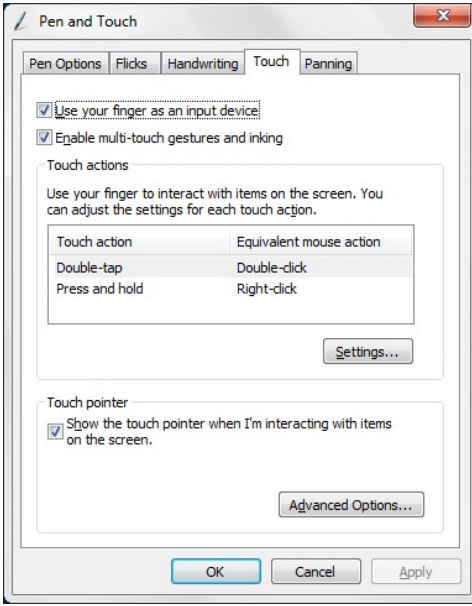 Pen and Touch
Pen Options Flicks Handwriting Touch Panning
Use your finger as an input device
Enable multi-touch gestures and inking
Touch actions
Use your finger to interact with items on the screen. You
can adjust the settings for each touch action.
Touch action Equivalent mouse action
Double-tap Double-click
Press and hold Right-click
Settings...
Touch pointer
Show the touch pointer when I'm interacting with items
on the screen.
Advanced Options...
OK Cancel Apply